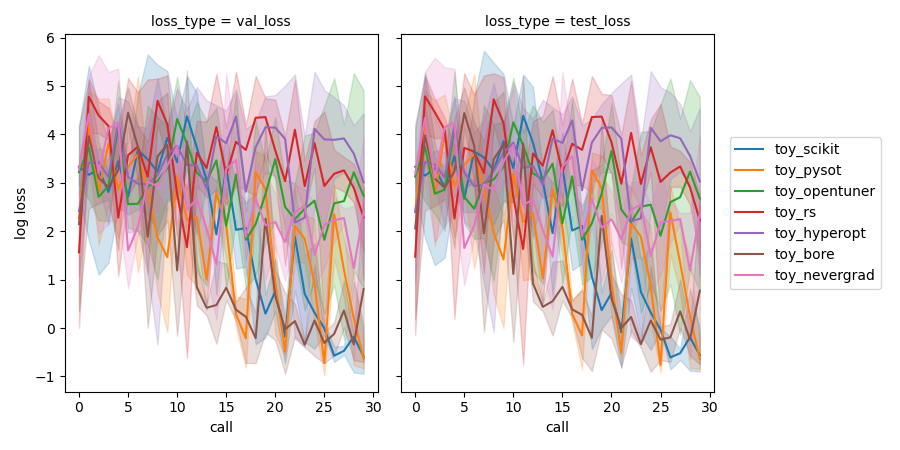 loss_type = val_loss
loss_type = test_loss
log loss
6
5
4
3
2
1
0
−1
0 5 10 15 20 25 30
0 5 10 15 20 25 30
call
call
toy_scikit
toy_pysot
toy_opentuner
toy_rs
toy_hyperopt
toy_bore
toy_nevergrad